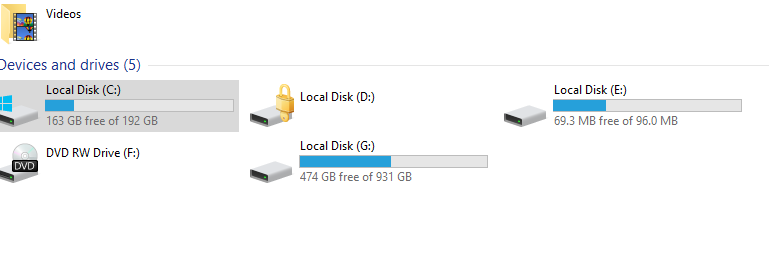 Videos
Devices and drives (5)
Local Disk (C:)
163 GB free of 192 GB
Local Disk (D:)
Local Disk (E:)
69.3 MB free of 96.0 MB
DVD RW Drive (F:)
DVD
Local Disk (G:)
474 GB free of 931 GB